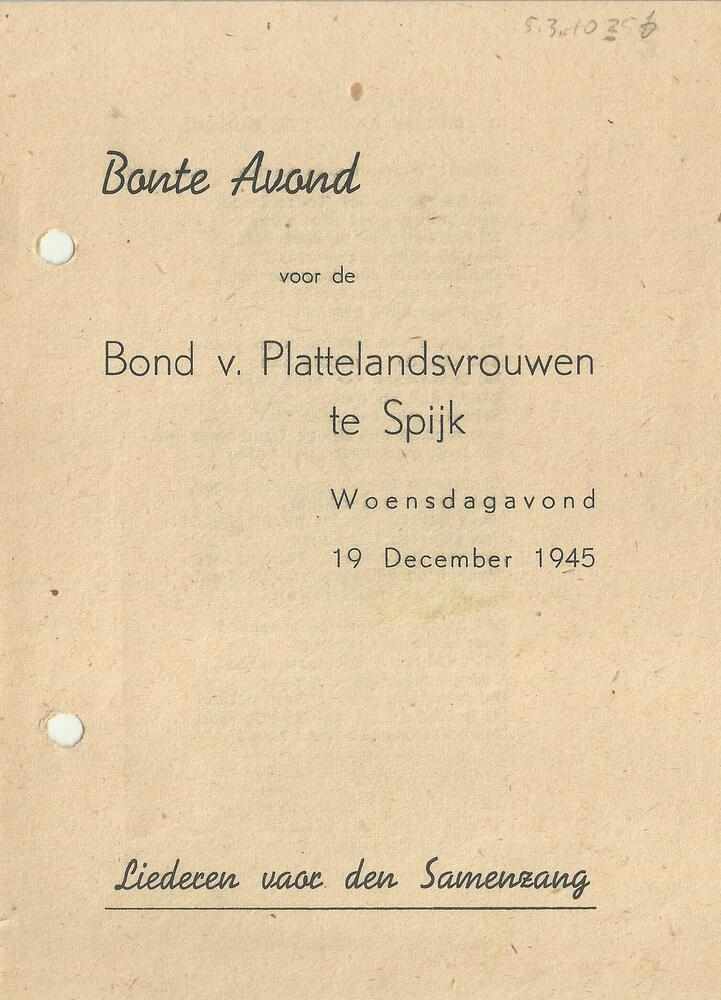 Bonte Avond
voor de
Bond v. Plattelandsvrouwen
te Spijk
Woensdagavond
19 December 1945
Liederen voor den Samenzang